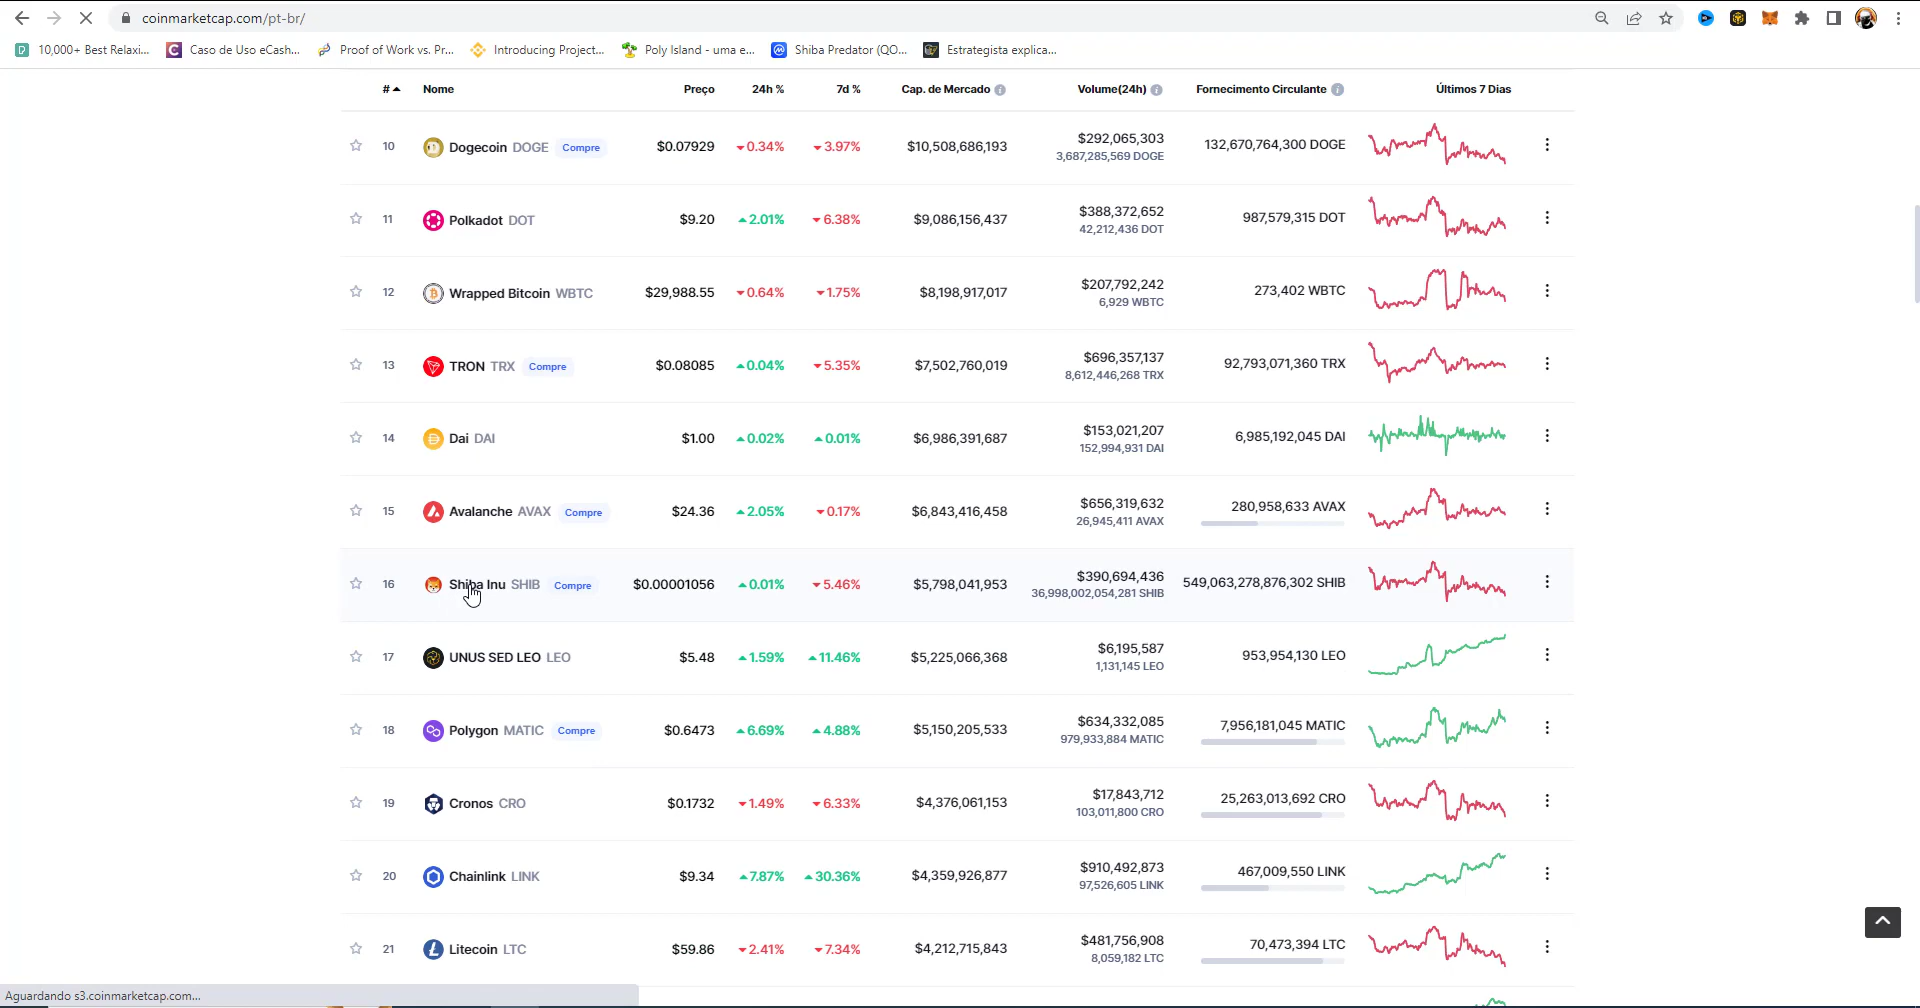 coinmarketcap.com/pt-br/
10,000+ Best Relaxi... Caso de Uso eCash... Proof of Work vs. Pr... Introducing Project... Poly Island - uma e... Shiba Predator (QO... Estrategista explica...
# Nome Preço 24h % 7d % Cap. de Mercado Volume(24h) Fornecimento Circulante Últimos 7 Dias
10 Dogecoin DOGE Compre $0.07929 0.34% 3.97% $10,508,686,193 $292,065,303 132,670,764,300 DOGE
3,687,285,569 DOGE
11 Polkadot DOT $9.20 2.01% 6.38% $9,086,156,437 $388,372,652 987,579,315 DOT
42,212,436 DOT
12 Wrapped Bitcoin WBTC $29,988.55 0.64% 1.75% $8,198,917,017 $207,792,242 273,402 WBTC
6,929 WBTC
13 TRON TRX Compre $0.08085 0.04% 5.35% $7,502,760,019 $696,357,137 92,793,071,360 TRX
8,612,446,268 TRX
14 Dai DAI $1.00 0.02% 0.01% $6,986,391,687 $153,021,207 6,985,192,045 DAI
152,994,931 DAI
15 Avalanche AVAX Compre $24.36 2.05% 0.17% $6,843,416,458 $656,319,632 280,958,633 AVAX
26,945,411 AVAX
16 Shiba Inu SHIB Compre $0.00001056 0.01% 5.46% $5,798,041,953 $390,694,436 549,063,278,876,302 SHIB
36,998,002,054,281 SHIB
17 UNUS SED LEO LEO $5.48 1.59% 11.46% $5,225,066,368 $6,195,587 953,954,130 LEO
1,131,145 LEO
18 Polygon MATIC Compre $0.6473 6.69% 4.88% $5,150,205,533 $634,332,085 7,956,181,045 MATIC
979,933,884 MATIC
19 Cronos CRO $0.1732 1.49% 6.33% $4,376,061,153 $17,843,712 25,263,013,692 CRO
103,011,800 CRO
20 Chainlink LINK $9.34 7.87% 30.36% $4,359,926,877 $910,492,873 467,009,550 LINK
97,526,605 LINK
21 Litecoin LTC $59.86 2.41% 7.34% $4,212,715,843 $481,756,908 70,473,394 LTC
8,059,182 LTC
Aguardando s3.coinmarketcap.com...